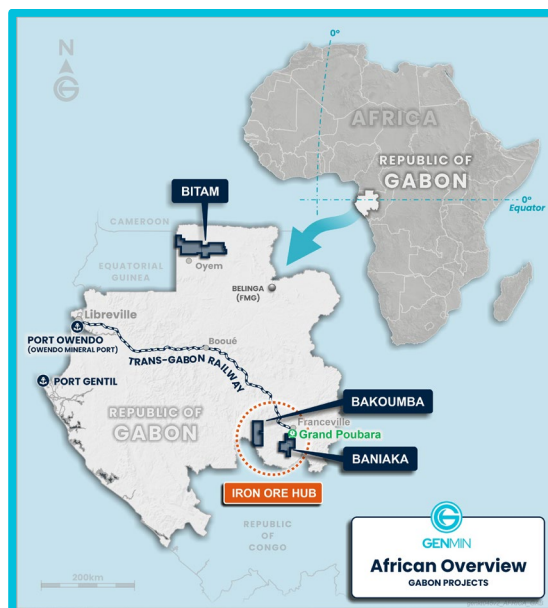 N
G
0°
AFRICA
REPUBLIC OF
GABON
0°
Equator
BITAM
CAMEROON
EQUATORIAL
GUINEA
Oyem
BELINGA
(FMG)
Libreville
PORT OWENDO
(OWENDO MINERAL PORT)
Booué
TRANS-GABON RAILWAY
PORT GENTIL
REPUBLIC OF
GABON
BAKOUMBA
Franceville
Grand Poubara
BANIAKA
IRON ORE HUB
REPUBLIC
OF
CONGO
200km
GENMIN
African Overview
GABON PROJECTS